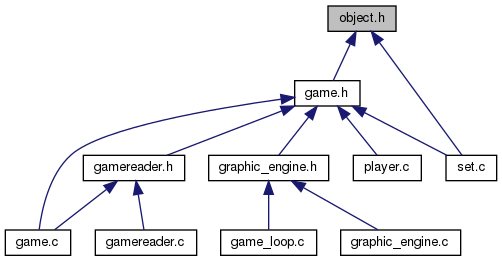 object.h
game.h
gamereader.h
graphic_engine.h
player.c
set.c
game.c
gamereader.c
game_loop.c
graphic_engine.c